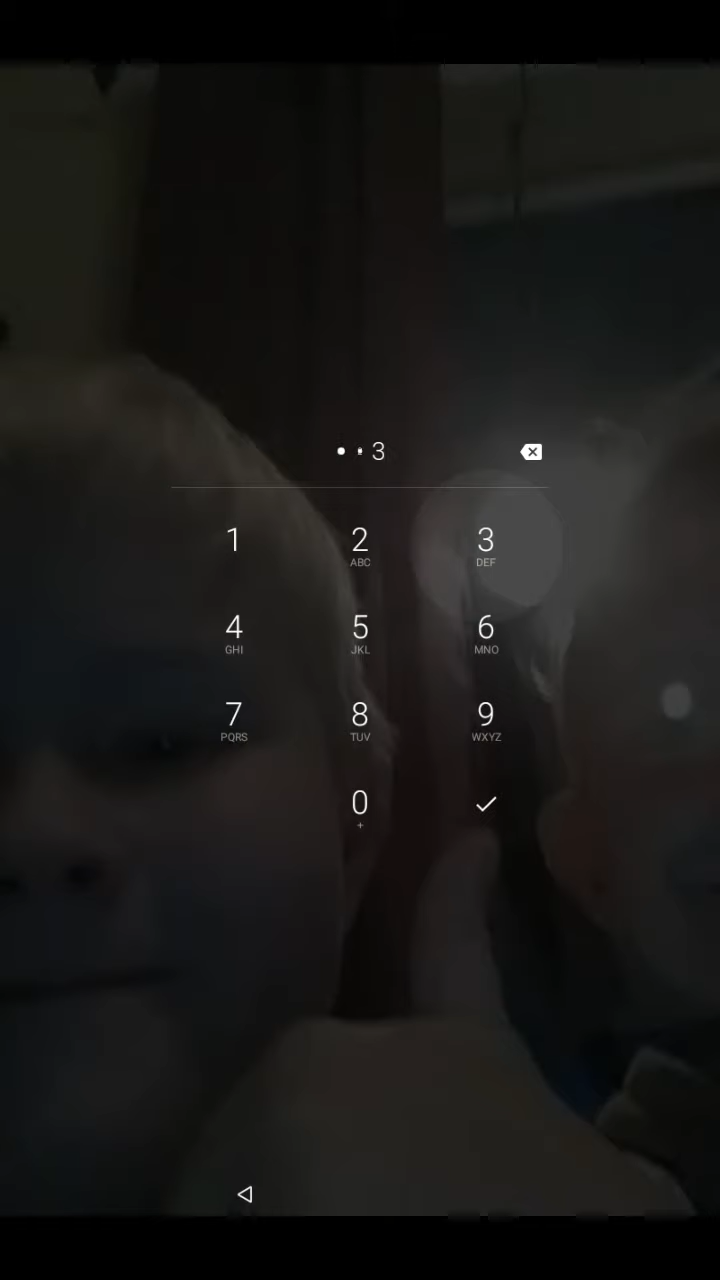 3
1 2 3
ABC DEF
4 5 6
GHI JKL MNO
7 8 9
PQRS TUV WXYZ
0
+